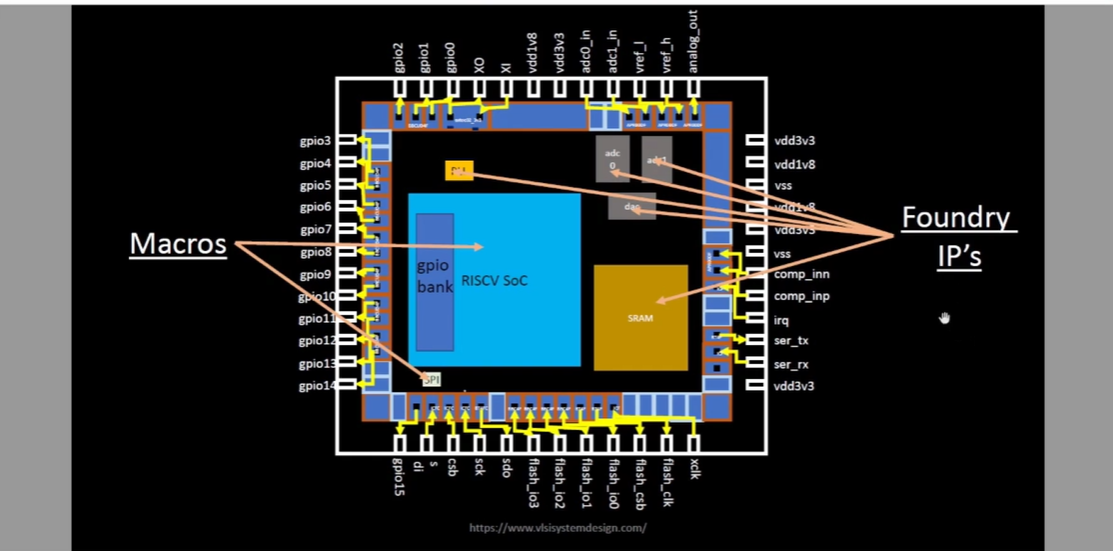 gpio2
gpio1
gpio0
XO
XI
vdd1v8
vdd3v3
adc0_in
adc1_in
vref_l
vref_h
analog_out
gpio3
gpio4
gpio5
gpio6
gpio7
gpio8
gpio9
gpio10
gpio11
gpio12
gpio13
gpio14
vdd3v3
vdd1v8
vss
vdd1v8
vdd3v3
vss
comp_inn
comp_inp
irq
ser_tx
ser_rx
vdd3v3
Macros
Foundry
IP's
adc
0
adc1
dac
gpio
bank
RISCV SoC
SRAM
SPI
gpio15
di
s
csb
sck
sdo
flash_io3
flash_io2
flash_io1
flash_io0
flash_csb
flash_clk
xclk
https://www.vlsisystemdesign.com/